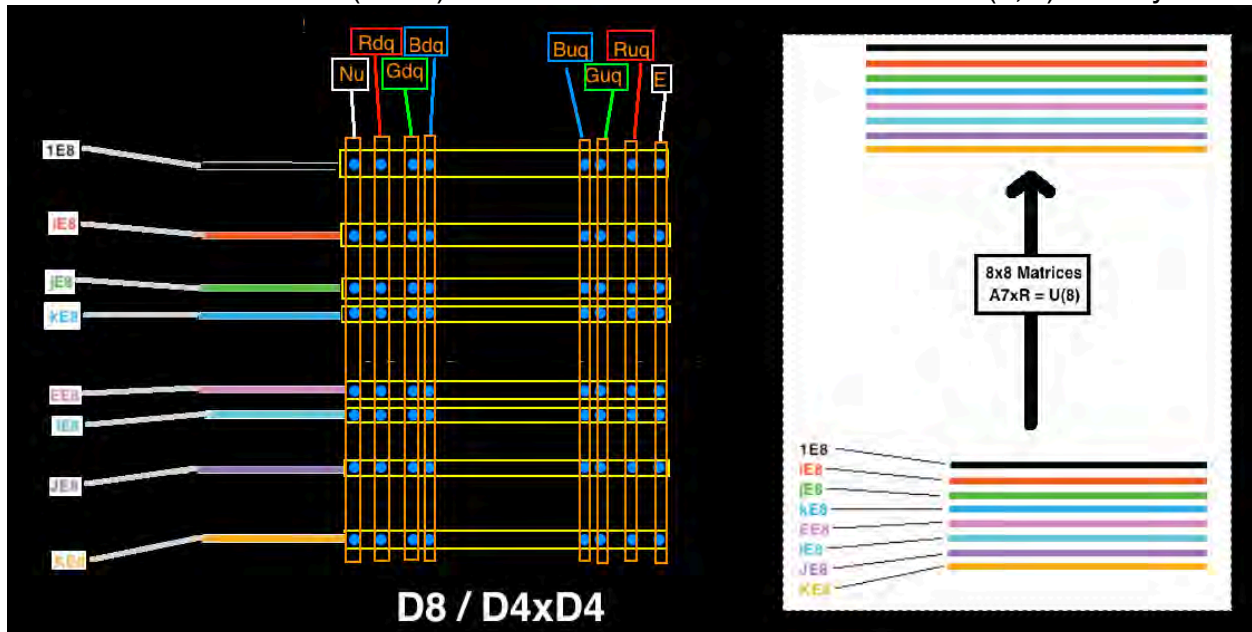 Rdq Bdq Buq Ruq
Nu Gdq Guq E
1E8
iE8
jE8
kE8
EE8
IE8
JE8
KE8
D8 / D4xD4
8x8 Matrices
A7xR = U(8)
1E8
iE8
jE8
kE8
EE8
IE8
JE8
KE8